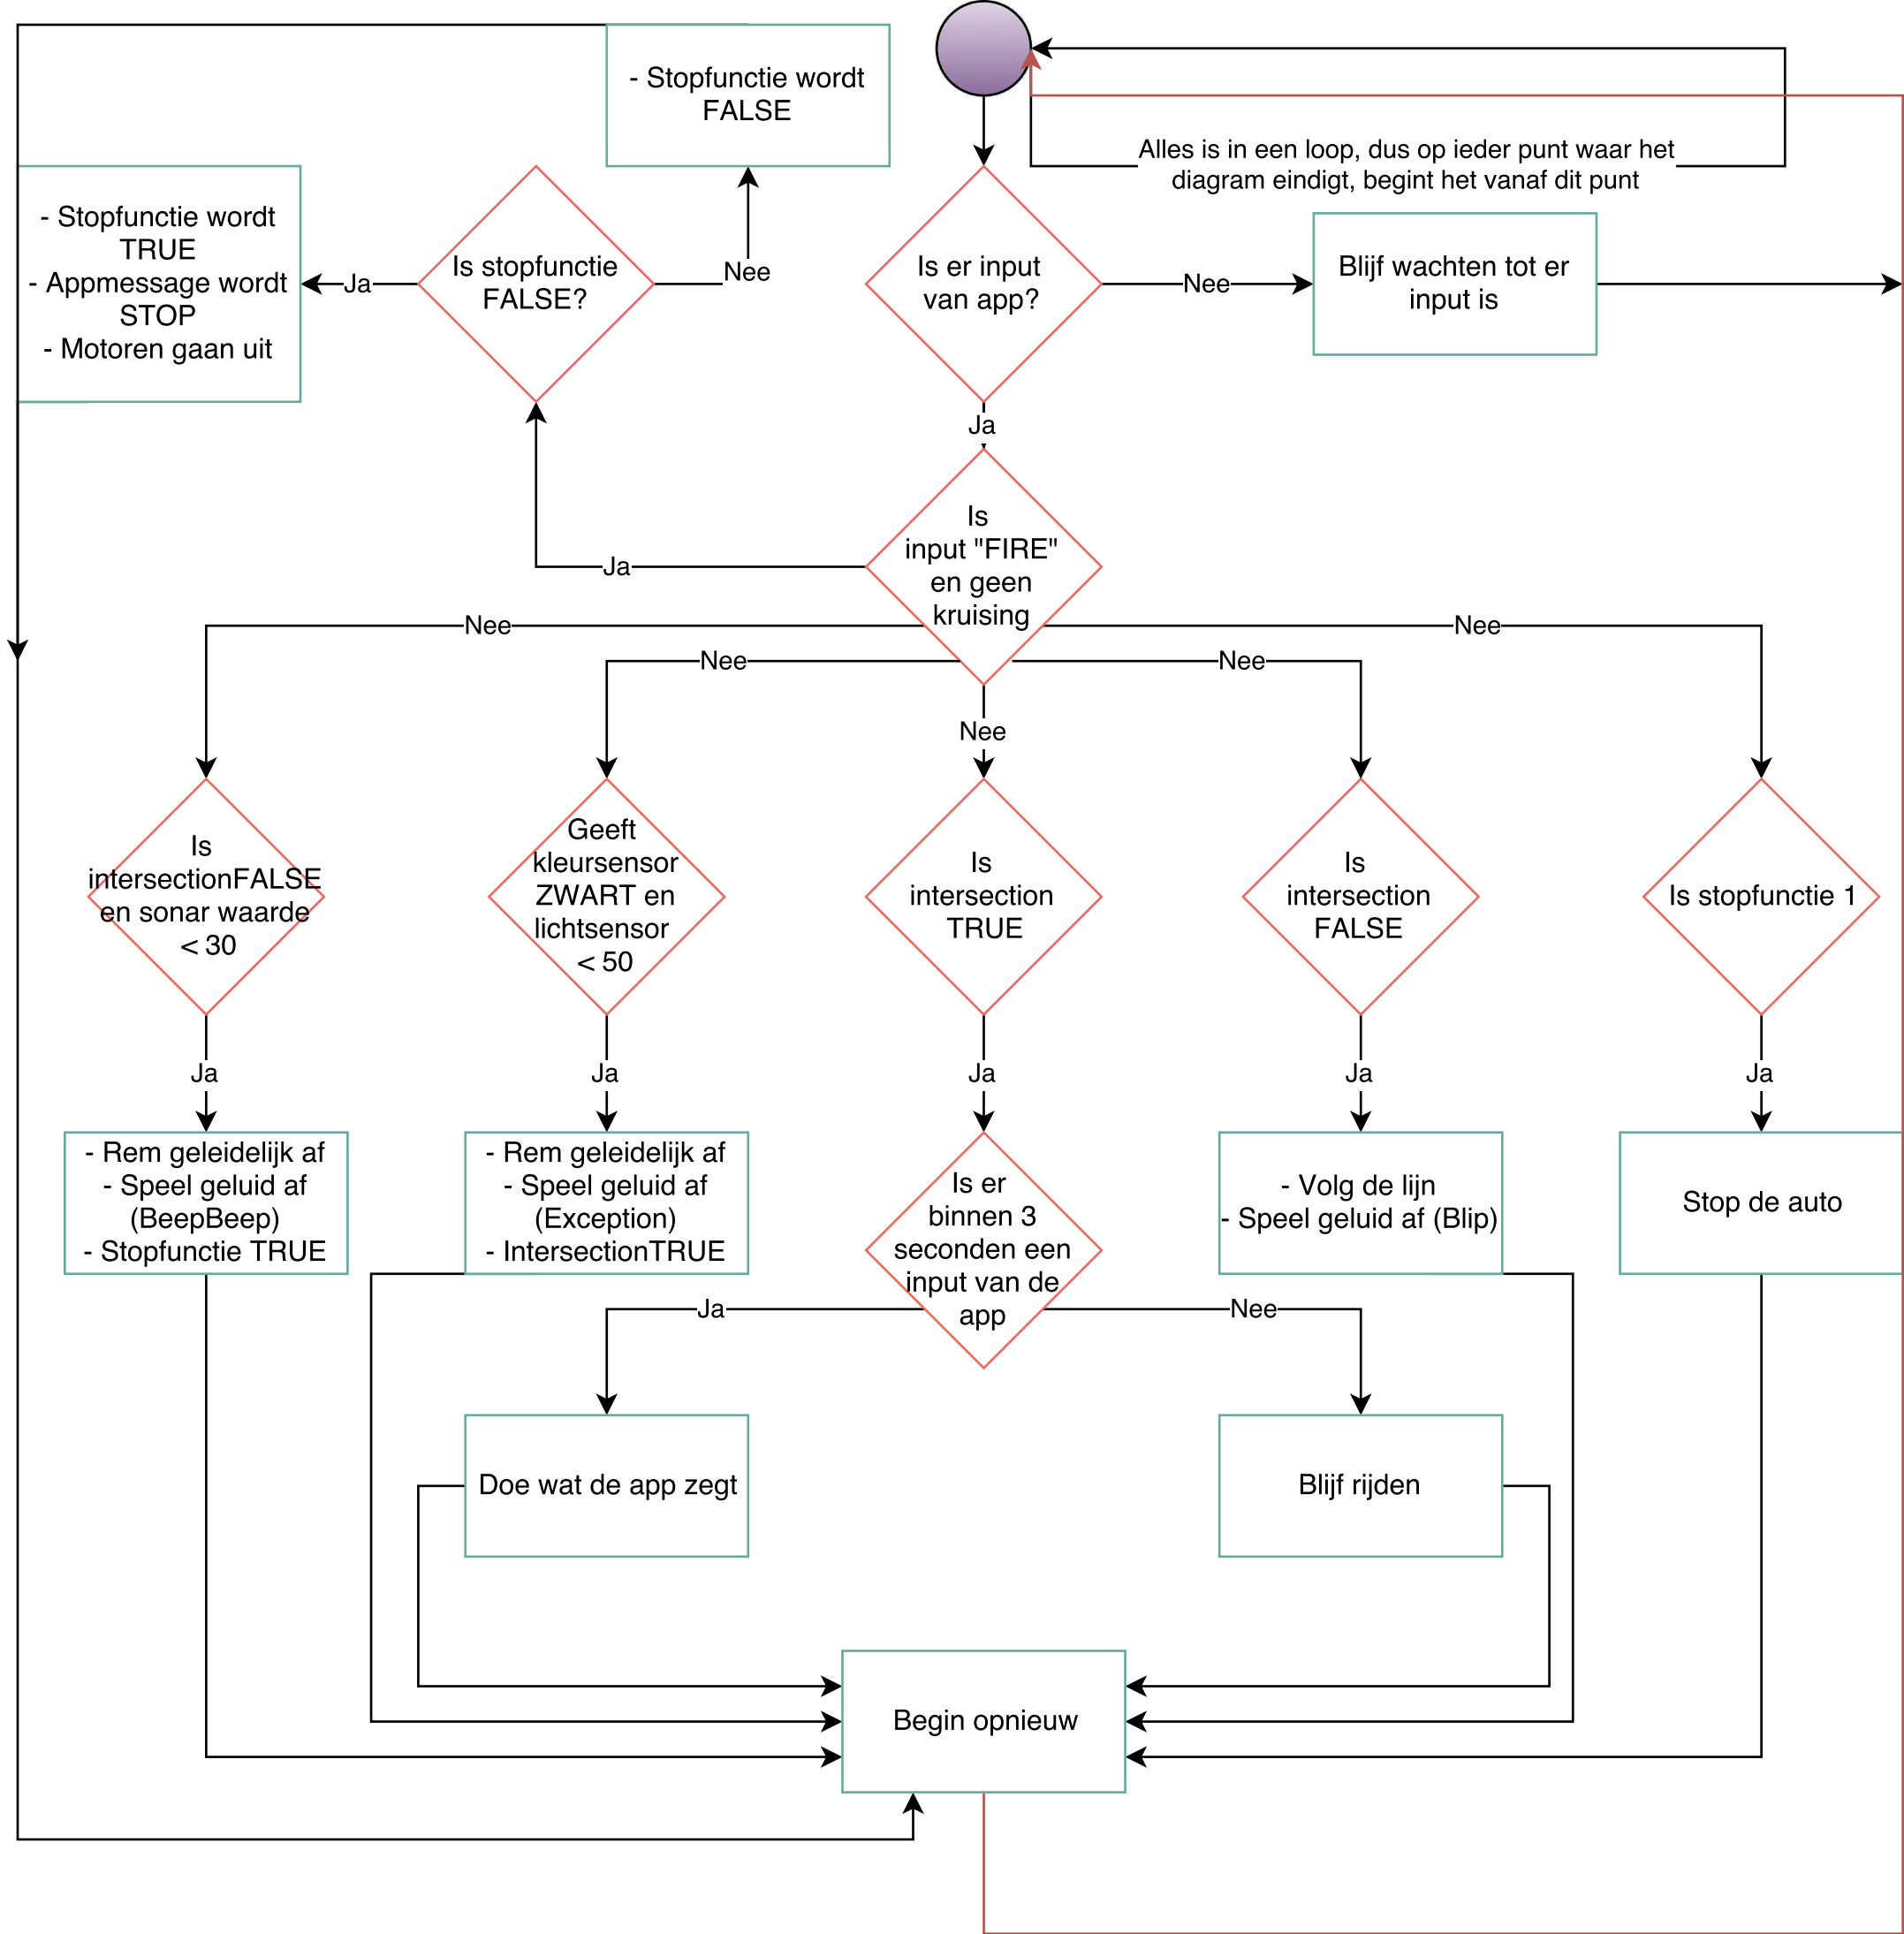 - Stopfunctie wordt
FALSE
Alles is in een loop, dus op ieder punt waar het
diagram eindigt, begint het vanaf dit punt
- Stopfunctie wordt
TRUE
- Appmessage wordt
STOP
- Motoren gaan uit
Ja
Is stopfunctie
FALSE?
Nee
Is er input
van app?
Nee
Blijf wachten tot er
input is
Ja
Is
input "FIRE"
en geen
kruising
Ja
Nee
Nee
Nee
Nee
Nee
Is
intersectionFALSE
en sonar waarde
< 30
Geeft
kleursensor
ZWART en
lichtsensor
< 50
Is
intersection
TRUE
Is
intersection
FALSE
Is stopfunctie 1
Ja
Ja
Ja
Ja
Ja
- Rem geleidelijk af
- Speel geluid af
(BeepBeep)
- Stopfunctie TRUE
- Rem geleidelijk af
- Speel geluid af
(Exception)
- IntersectionTRUE
Is er
binnen 3
seconden een
input van de
app
- Volg de lijn
- Speel geluid af (Blip)
Stop de auto
Ja
Nee
Doe wat de app zegt
Blijf rijden
Begin opnieuw